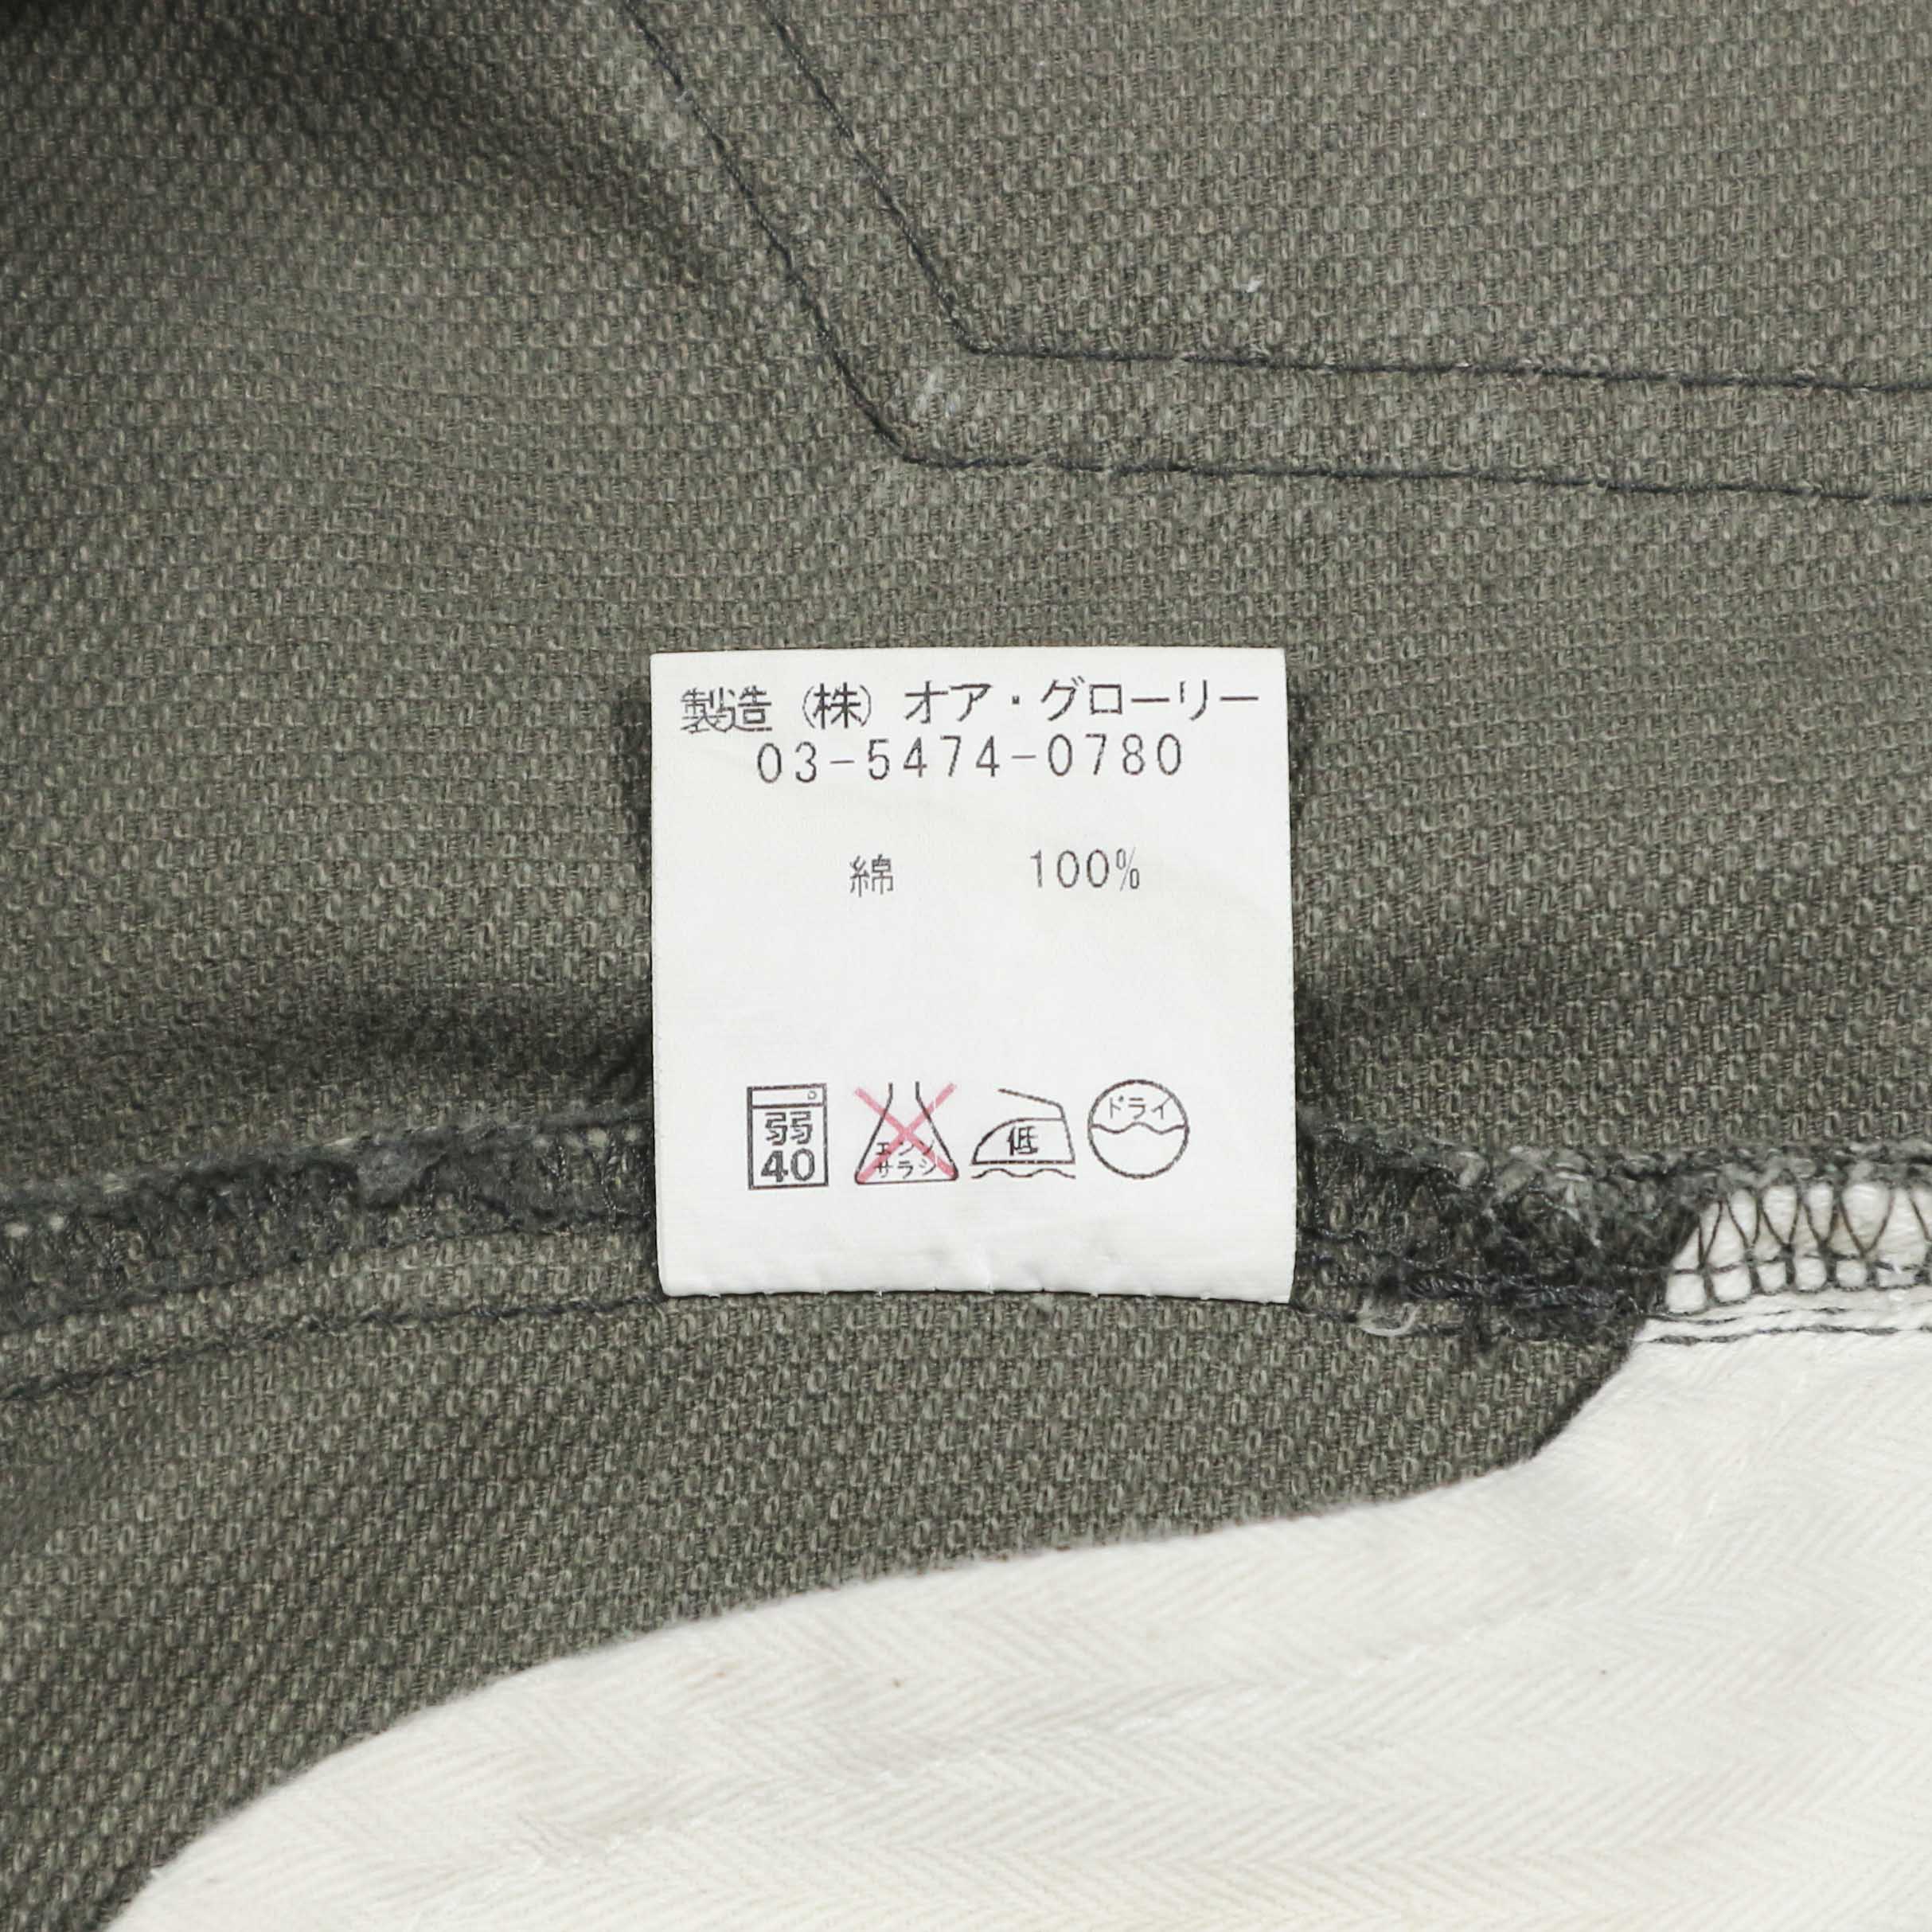 製造（株）オア・グローリー
03-5474-0780
綿 100%
弱
40
エンソ
サラシ
低
ドライ